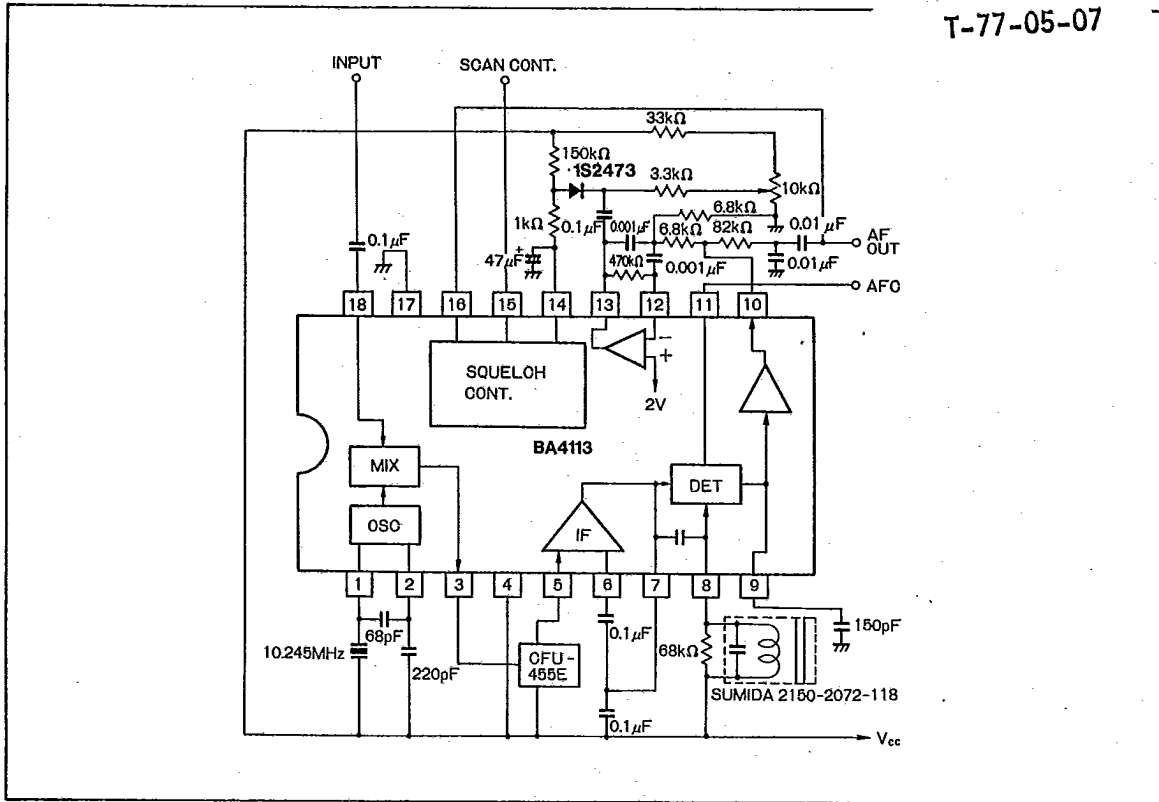 T-77-05-07
INPUT
SCAN CONT.
33kΩ
150kΩ
1S2473
3.3kΩ
10kΩ
6.8kΩ
1kΩ
0.1μF
0.001μF
6.8kΩ
82kΩ
0.01μF
AF
OUT
0.1μF
+
47μF
470kΩ
0.001μF
0.01μF
AFC
18
17
16
15
14
13
12
11
10
SQUELCH
CONT.
−
+
2V
BA4113
MIX
DET
OSC
IF
1
2
3
4
5
6
7
8
9
68pF
0.1μF
150pF
10.245MHz
220pF
CFU-
455E
68kΩ
SUMIDA 2150-2072-118
0.1μF
Vcc